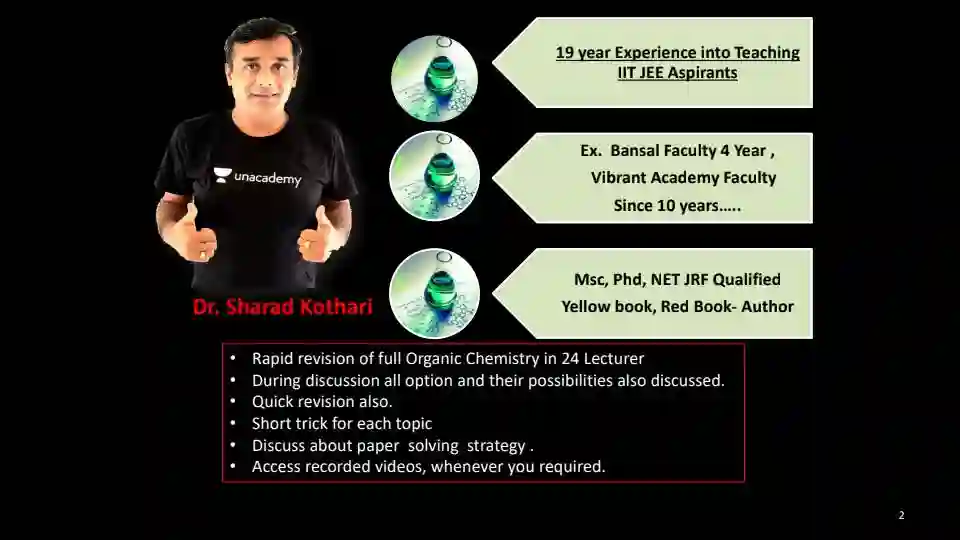 unacademy
Dr. Sharad Kothari
19 year Experience into Teaching
IIT JEE Aspirants
Ex. Bansal Faculty 4 Year ,
Vibrant Academy Faculty
Since 10 years.....
Msc, Phd, NET JRF Qualified
Yellow book, Red Book- Author
• Rapid revision of full Organic Chemistry in 24 Lecturer
• During discussion all option and their possibilities also discussed.
• Quick revision also.
• Short trick for each topic
• Discuss about paper solving strategy .
• Access recorded videos, whenever you required.
2